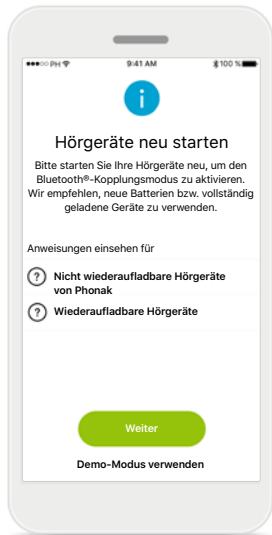 ●●●○○ PH 9:41 AM 100 %
i
Hörgeräte neu starten
Bitte starten Sie Ihre Hörgeräte neu, um den
Bluetooth®-Kopplungsmodus zu aktivieren.
Wir empfehlen, neue Batterien bzw. vollständig
geladene Geräte zu verwenden.
Anweisungen einsehen für
? Nicht wiederaufladbare Hörgeräte
von Phonak
? Wiederaufladbare Hörgeräte
Weiter
Demo-Modus verwenden